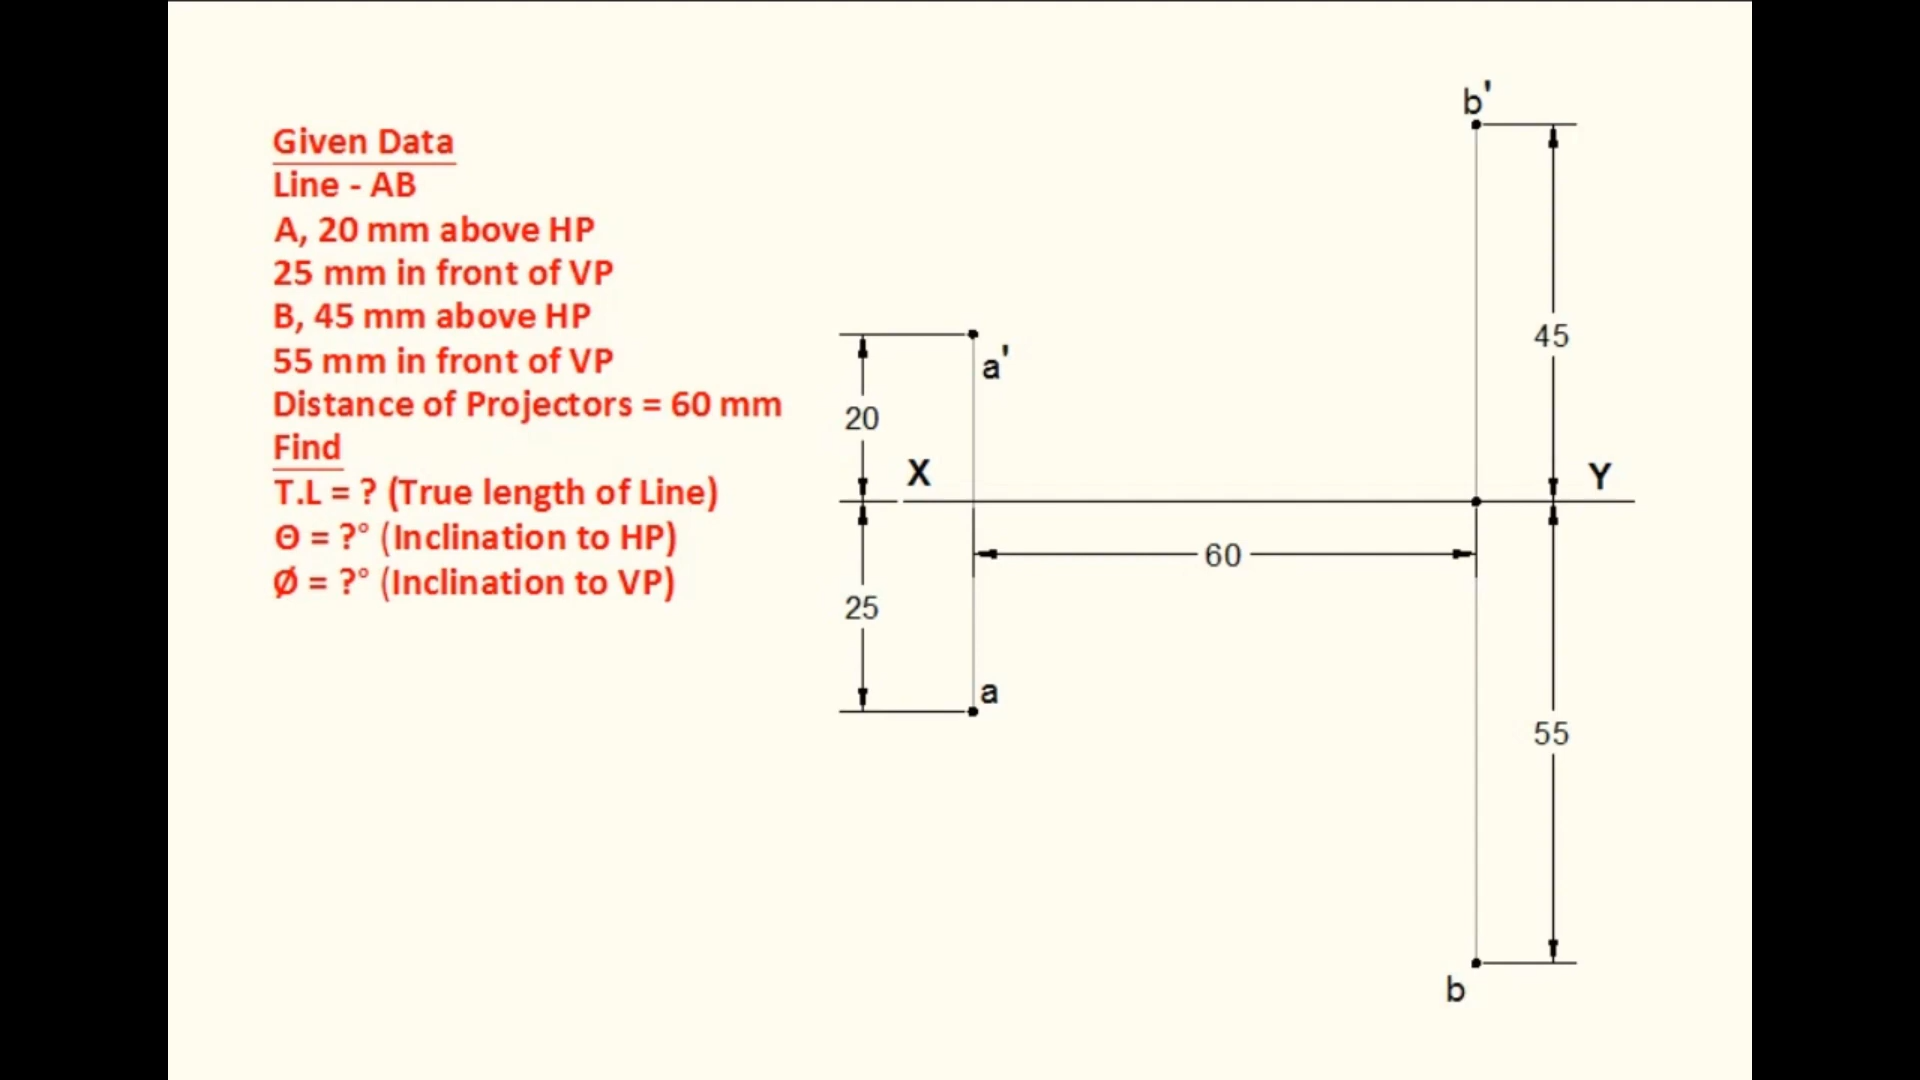 Given Data
Line - AB
A, 20 mm above HP
25 mm in front of VP
B, 45 mm above HP
55 mm in front of VP
Distance of Projectors = 60 mm
Find
T.L = ? (True length of Line)
Θ = ?° (Inclination to HP)
Ø = ?° (Inclination to VP)
b'
45
a'
20
X
Y
60
25
a
55
b